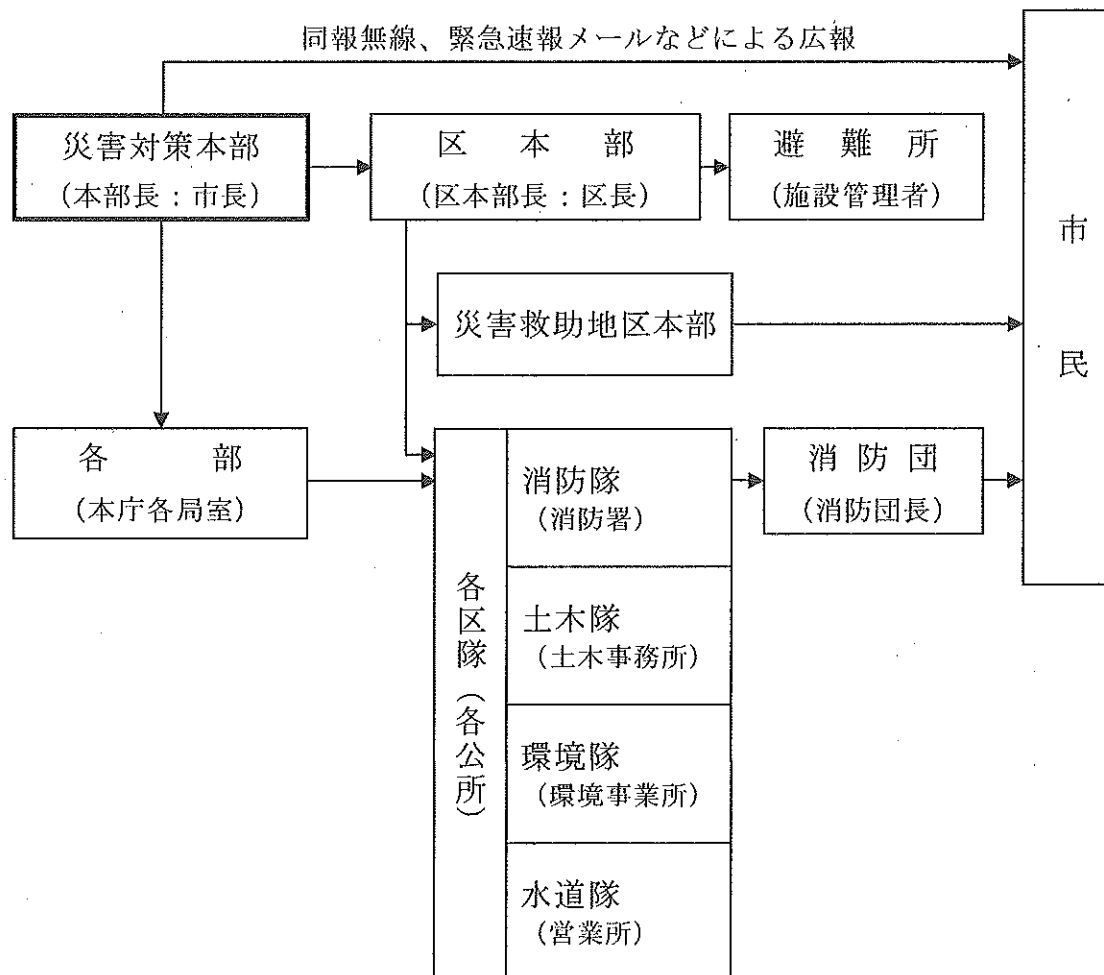 同報無線、緊急速報メールなどによる広報
災害対策本部
（本部長：市長）
区本部
（区本部長：区長）
避難所
（施設管理者）
市民
災害救助地区本部
各部
（本庁各局室）
各区隊（各公所）
消防隊
（消防署）
土木隊
（土木事務所）
環境隊
（環境事業所）
水道隊
（営業所）
消防団
（消防団長）